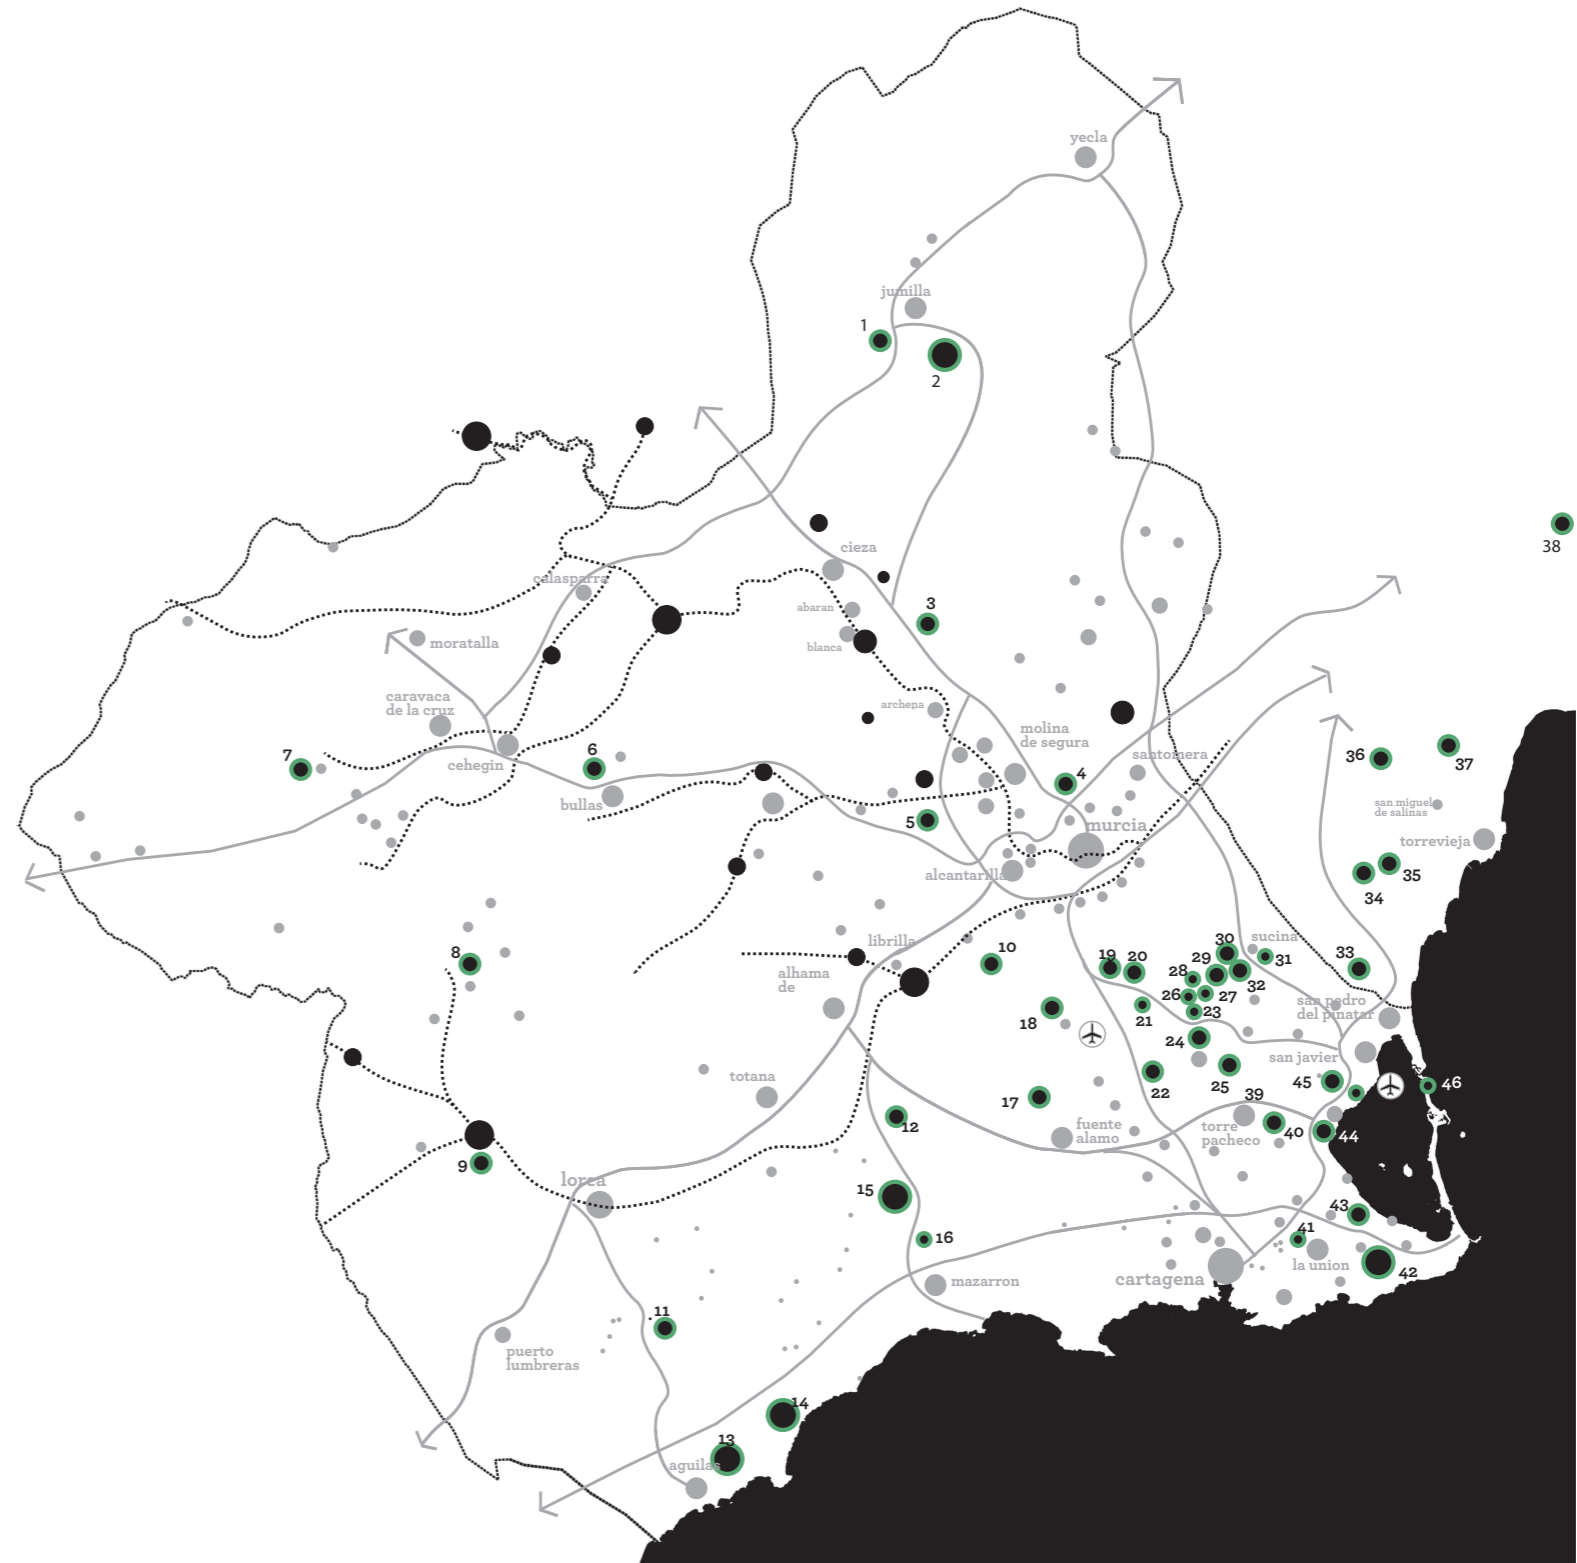 yecla
jumilla
1
2
38
cieza
calasparra
abaran
3
moratalla
blanca
caravaca
de la cruz
archena
molina
de segura
santomera
36
37
7
cehegin
6
bullas
4
san miguel
de salinas
5
murcia
torrevieja
alcantarilla
35
34
8
librilla
10
19
20
30
29
28
sucina
31
32
33
alhama
de
26
27
23
21
18
san pedro
del pinatar
24
san javier
totana
22
25
45
46
17
39
12
fuente
alamo
torre
pacheco
40
44
9
lorca
15
43
16
41
la union
42
mazarron
cartagena
11
puerto
lumbreras
14
13
aguilas